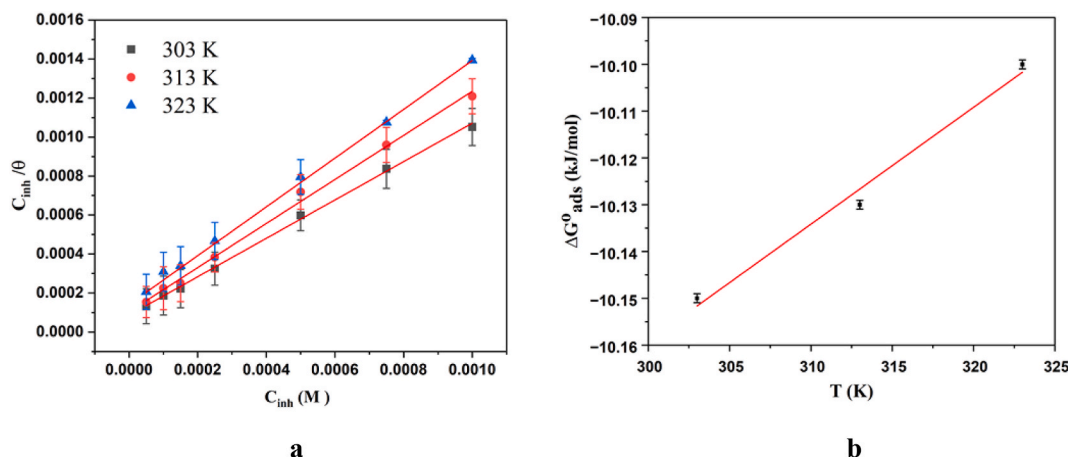 0.0016
0.0014
0.0012
0.0010
0.0008
0.0006
0.0004
0.0002
0.0000
C_inh /θ
303 K
313 K
323 K
0.0000 0.0002 0.0004 0.0006 0.0008 0.0010
C_inh (M )
a
−10.09
−10.10
−10.11
−10.12
−10.13
−10.14
−10.15
−10.16
ΔG°_ads (kJ/mol)
300 305 310 315 320 325
T (K)
b